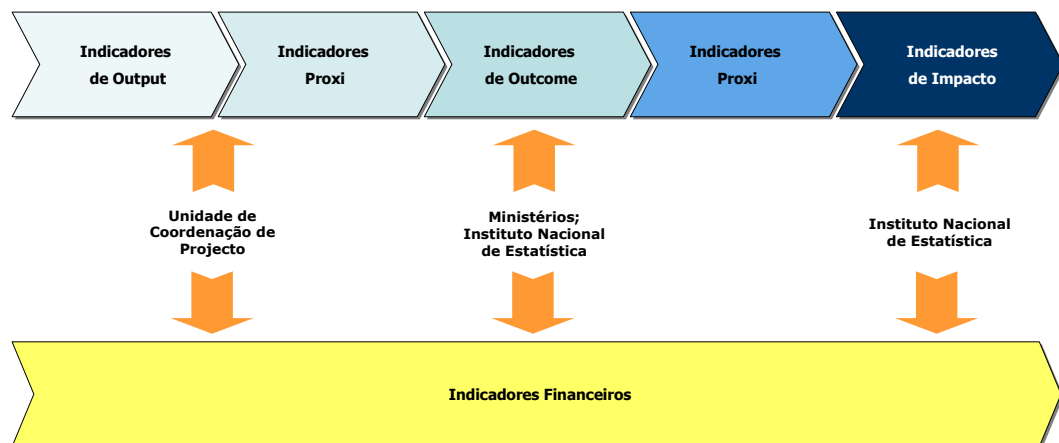 Indicadores
de Output
Indicadores
Proxi
Indicadores
de Outcome
Indicadores
Proxi
Indicadores
de Impacto
Unidade de
Coordenação de
Projecto
Ministérios;
Instituto Nacional
de Estatística
Instituto Nacional
de Estatística
Indicadores Financeiros